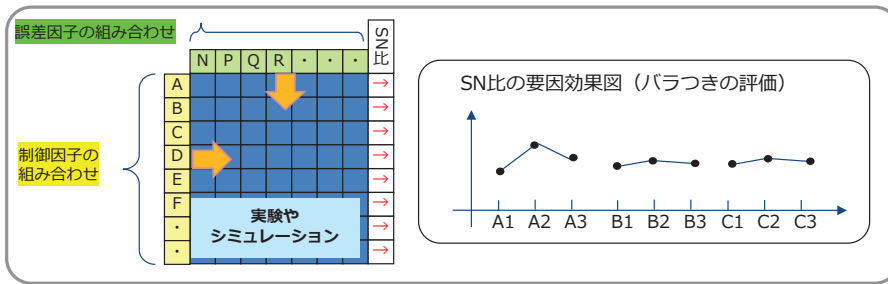 誤差因子の組み合わせ
N P Q R ・ ・ ・
SN比
A →
B →
C →
D →
E →
F →
・ →
・ →
制御因子の
組み合わせ
実験や
シミュレーション
SN比の要因効果図（バラつきの評価）
A1 A2 A3 B1 B2 B3 C1 C2 C3